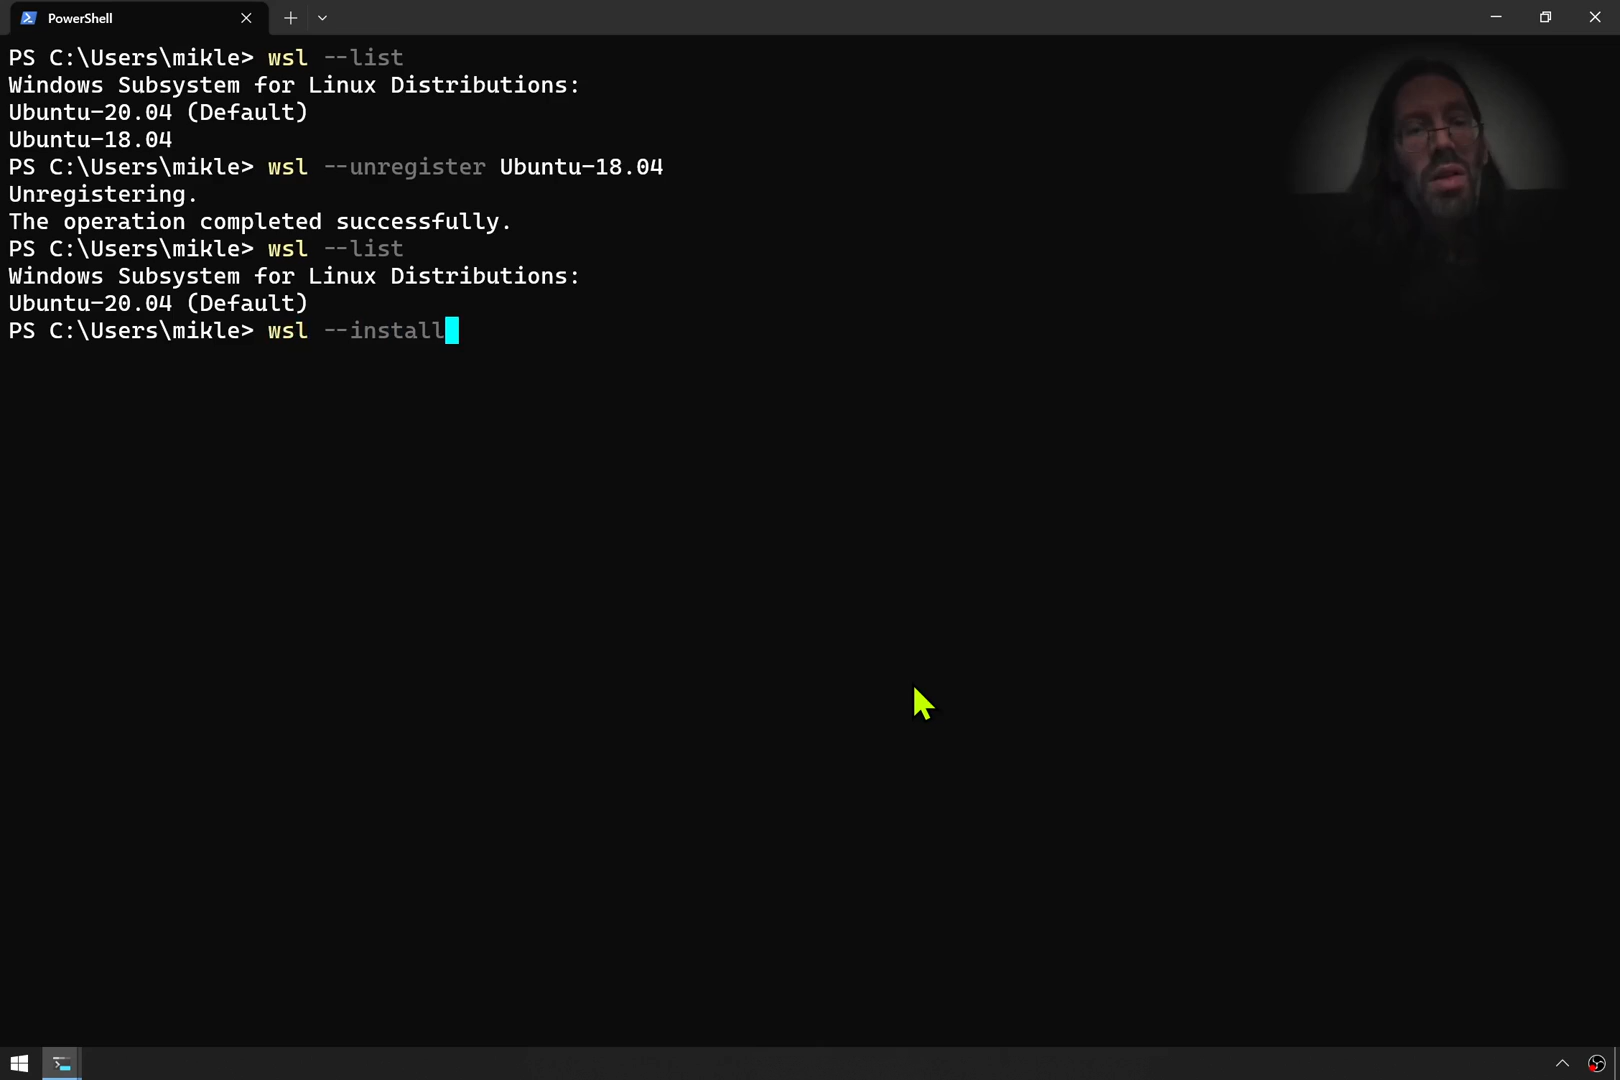 PowerShell
PS C:\Users\mikle> wsl --list
Windows Subsystem for Linux Distributions:
Ubuntu-20.04 (Default)
Ubuntu-18.04
PS C:\Users\mikle> wsl --unregister Ubuntu-18.04
Unregistering.
The operation completed successfully.
PS C:\Users\mikle> wsl --list
Windows Subsystem for Linux Distributions:
Ubuntu-20.04 (Default)
PS C:\Users\mikle> wsl --install